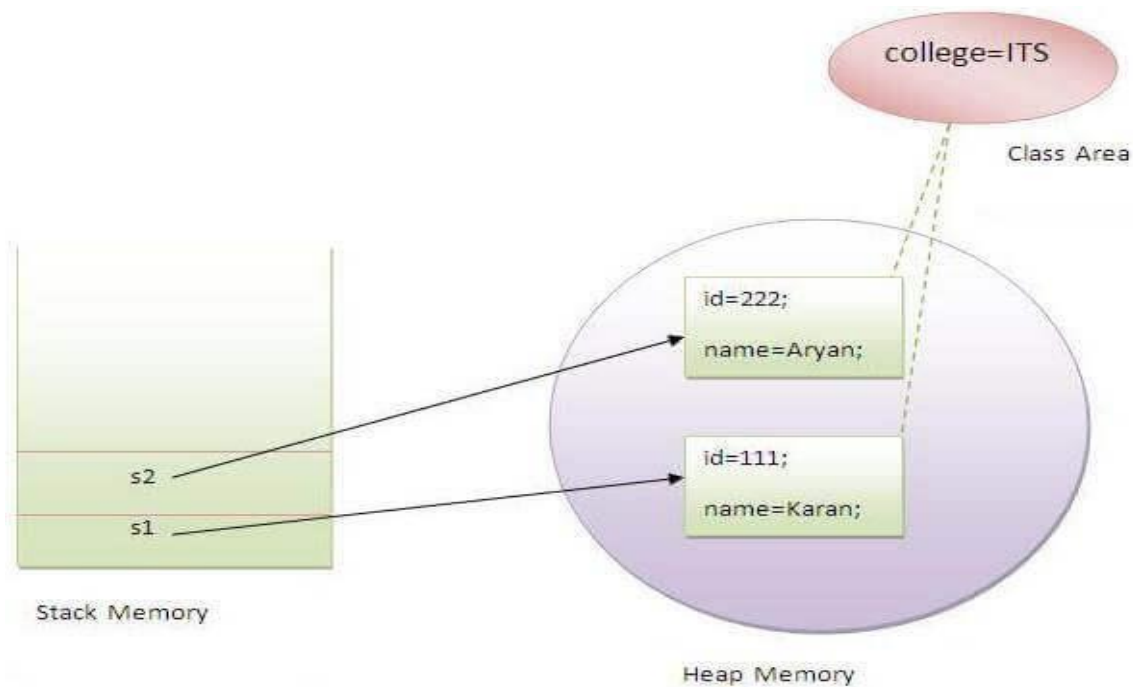 college=ITS
Class Area
id=222;
name=Aryan;
s2
id=111;
name=Karan;
s1
Stack Memory
Heap Memory